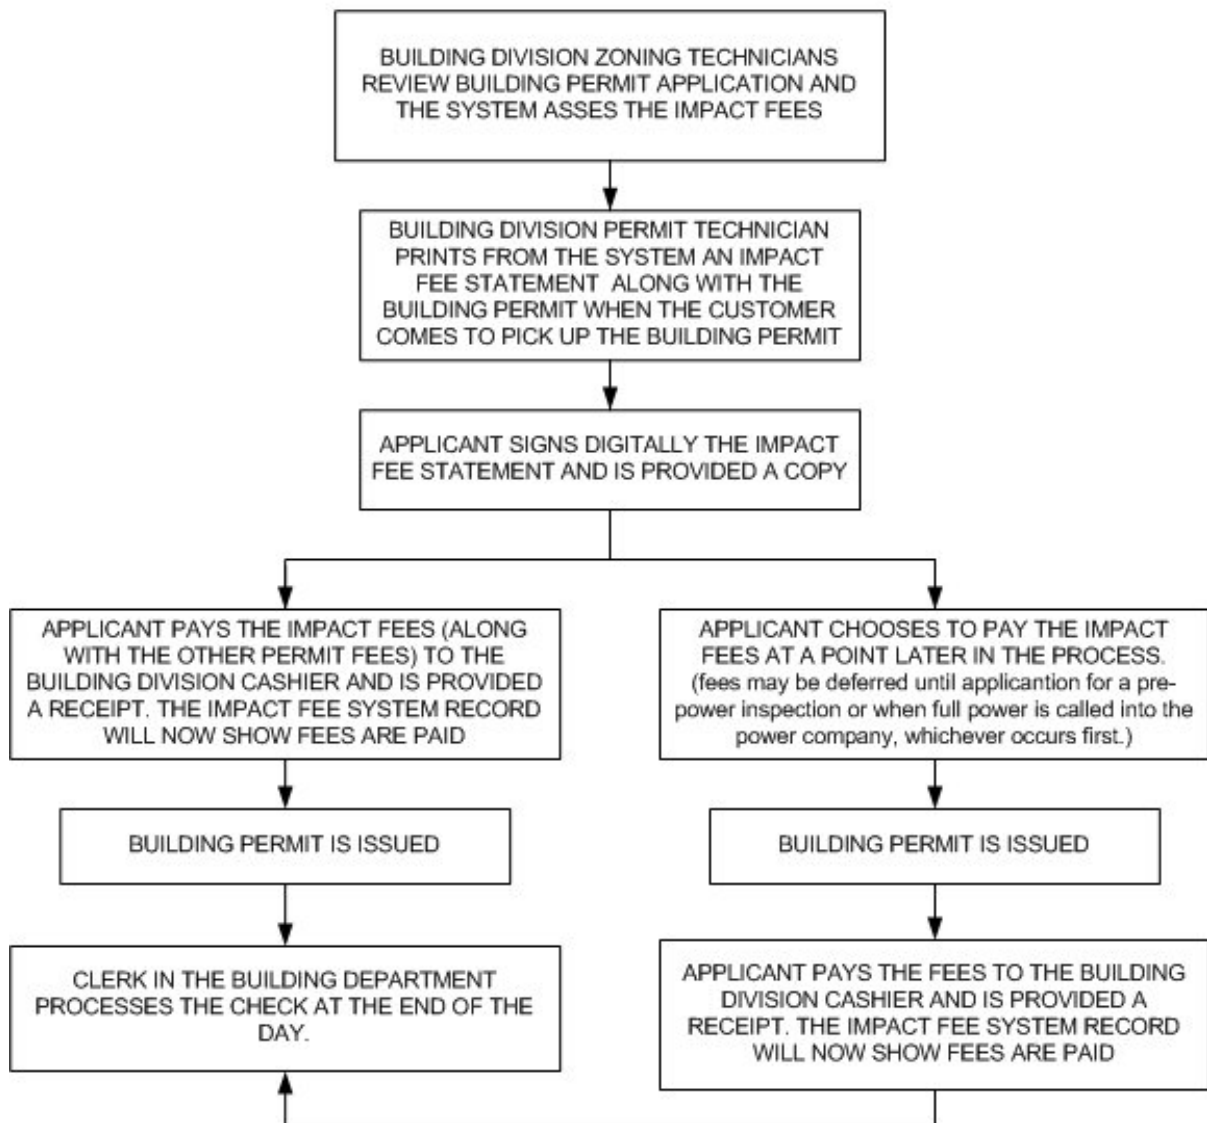 BUILDING DIVISION ZONING TECHNICIANS
REVIEW BUILDING PERMIT APPLICATION AND
THE SYSTEM ASSES THE IMPACT FEES
BUILDING DIVISION PERMIT TECHNICIAN
PRINTS FROM THE SYSTEM AN IMPACT
FEE STATEMENT ALONG WITH THE
BUILDING PERMIT WHEN THE CUSTOMER
COMES TO PICK UP THE BUILDING PERMIT
APPLICANT SIGNS DIGITALLY THE IMPACT
FEE STATEMENT AND IS PROVIDED A COPY
APPLICANT PAYS THE IMPACT FEES (ALONG
WITH THE OTHER PERMIT FEES) TO THE
BUILDING DIVISION CASHIER AND IS PROVIDED
A RECEIPT. THE IMPACT FEE SYSTEM RECORD
WILL NOW SHOW FEES ARE PAID
APPLICANT CHOOSES TO PAY THE IMPACT
FEES AT A POINT LATER IN THE PROCESS.
(fees may be deferred until applicantion for a pre-
power inspection or when full power is called into the
power company, whichever occurs first.)
BUILDING PERMIT IS ISSUED
BUILDING PERMIT IS ISSUED
CLERK IN THE BUILDING DEPARTMENT
PROCESSES THE CHECK AT THE END OF THE
DAY.
APPLICANT PAYS THE FEES TO THE BUILDING
DIVISION CASHIER AND IS PROVIDED A
RECEIPT. THE IMPACT FEE SYSTEM RECORD
WILL NOW SHOW FEES ARE PAID